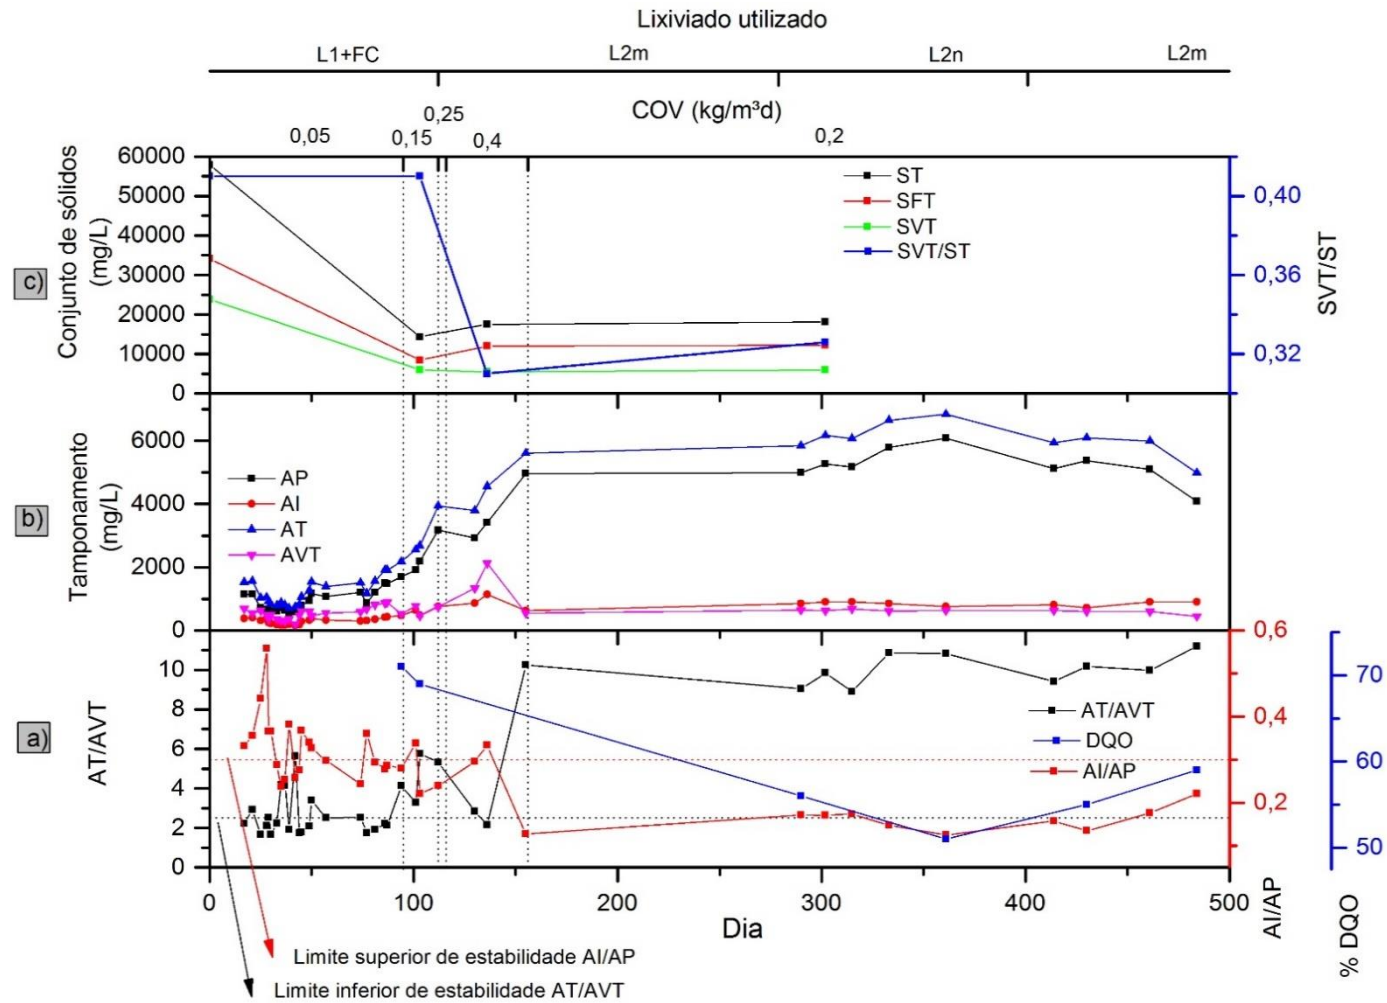 Lixiviado utilizado
L1+FC L2m L2n L2m
COV (kg/m³d)
0,05 0,15 0,25 0,4 0,2
c)
Conjunto de sólidos
(mg/L)
60000
50000
40000
30000
20000
10000
0
ST
SFT
SVT
SVT/ST
0,40
0,36
0,32
SVT/ST
b)
Tamponamento
(mg/L)
6000
4000
2000
0
AP
AI
AT
AVT
a)
AT/AVT
10
8
6
4
2
0
AT/AVT
DQO
AI/AP
0,6
0,4
0,2
AI/AP
70
60
50
% DQO
0 100 200 300 400 500
Dia
Limite superior de estabilidade AI/AP
Limite inferior de estabilidade AT/AVT